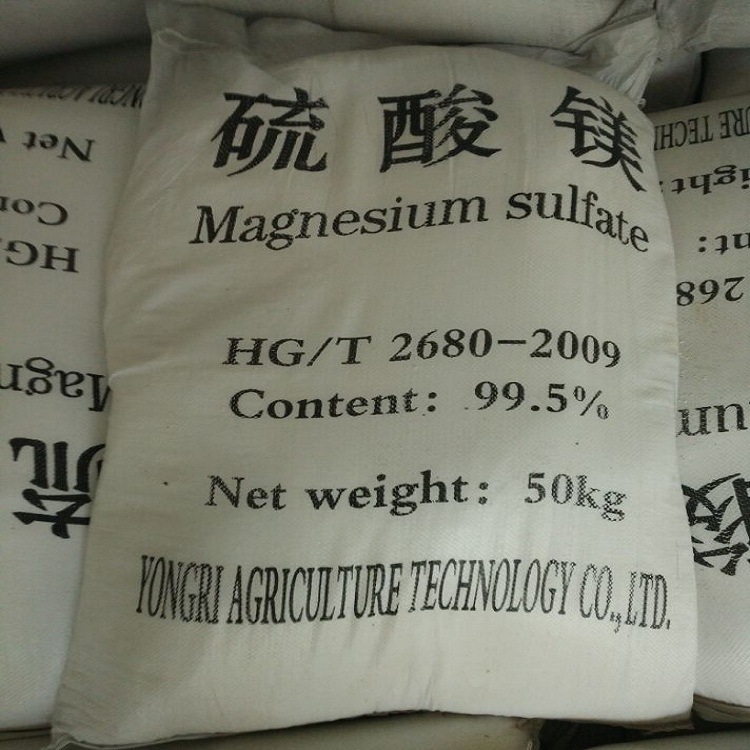 硫酸镁
Magnesium sulfate
HG/T 2680-2009
Content: 99.5%
Net weight: 50kg
YONGRI AGRICULTURE TECHNOLOGY CO.,LTD.